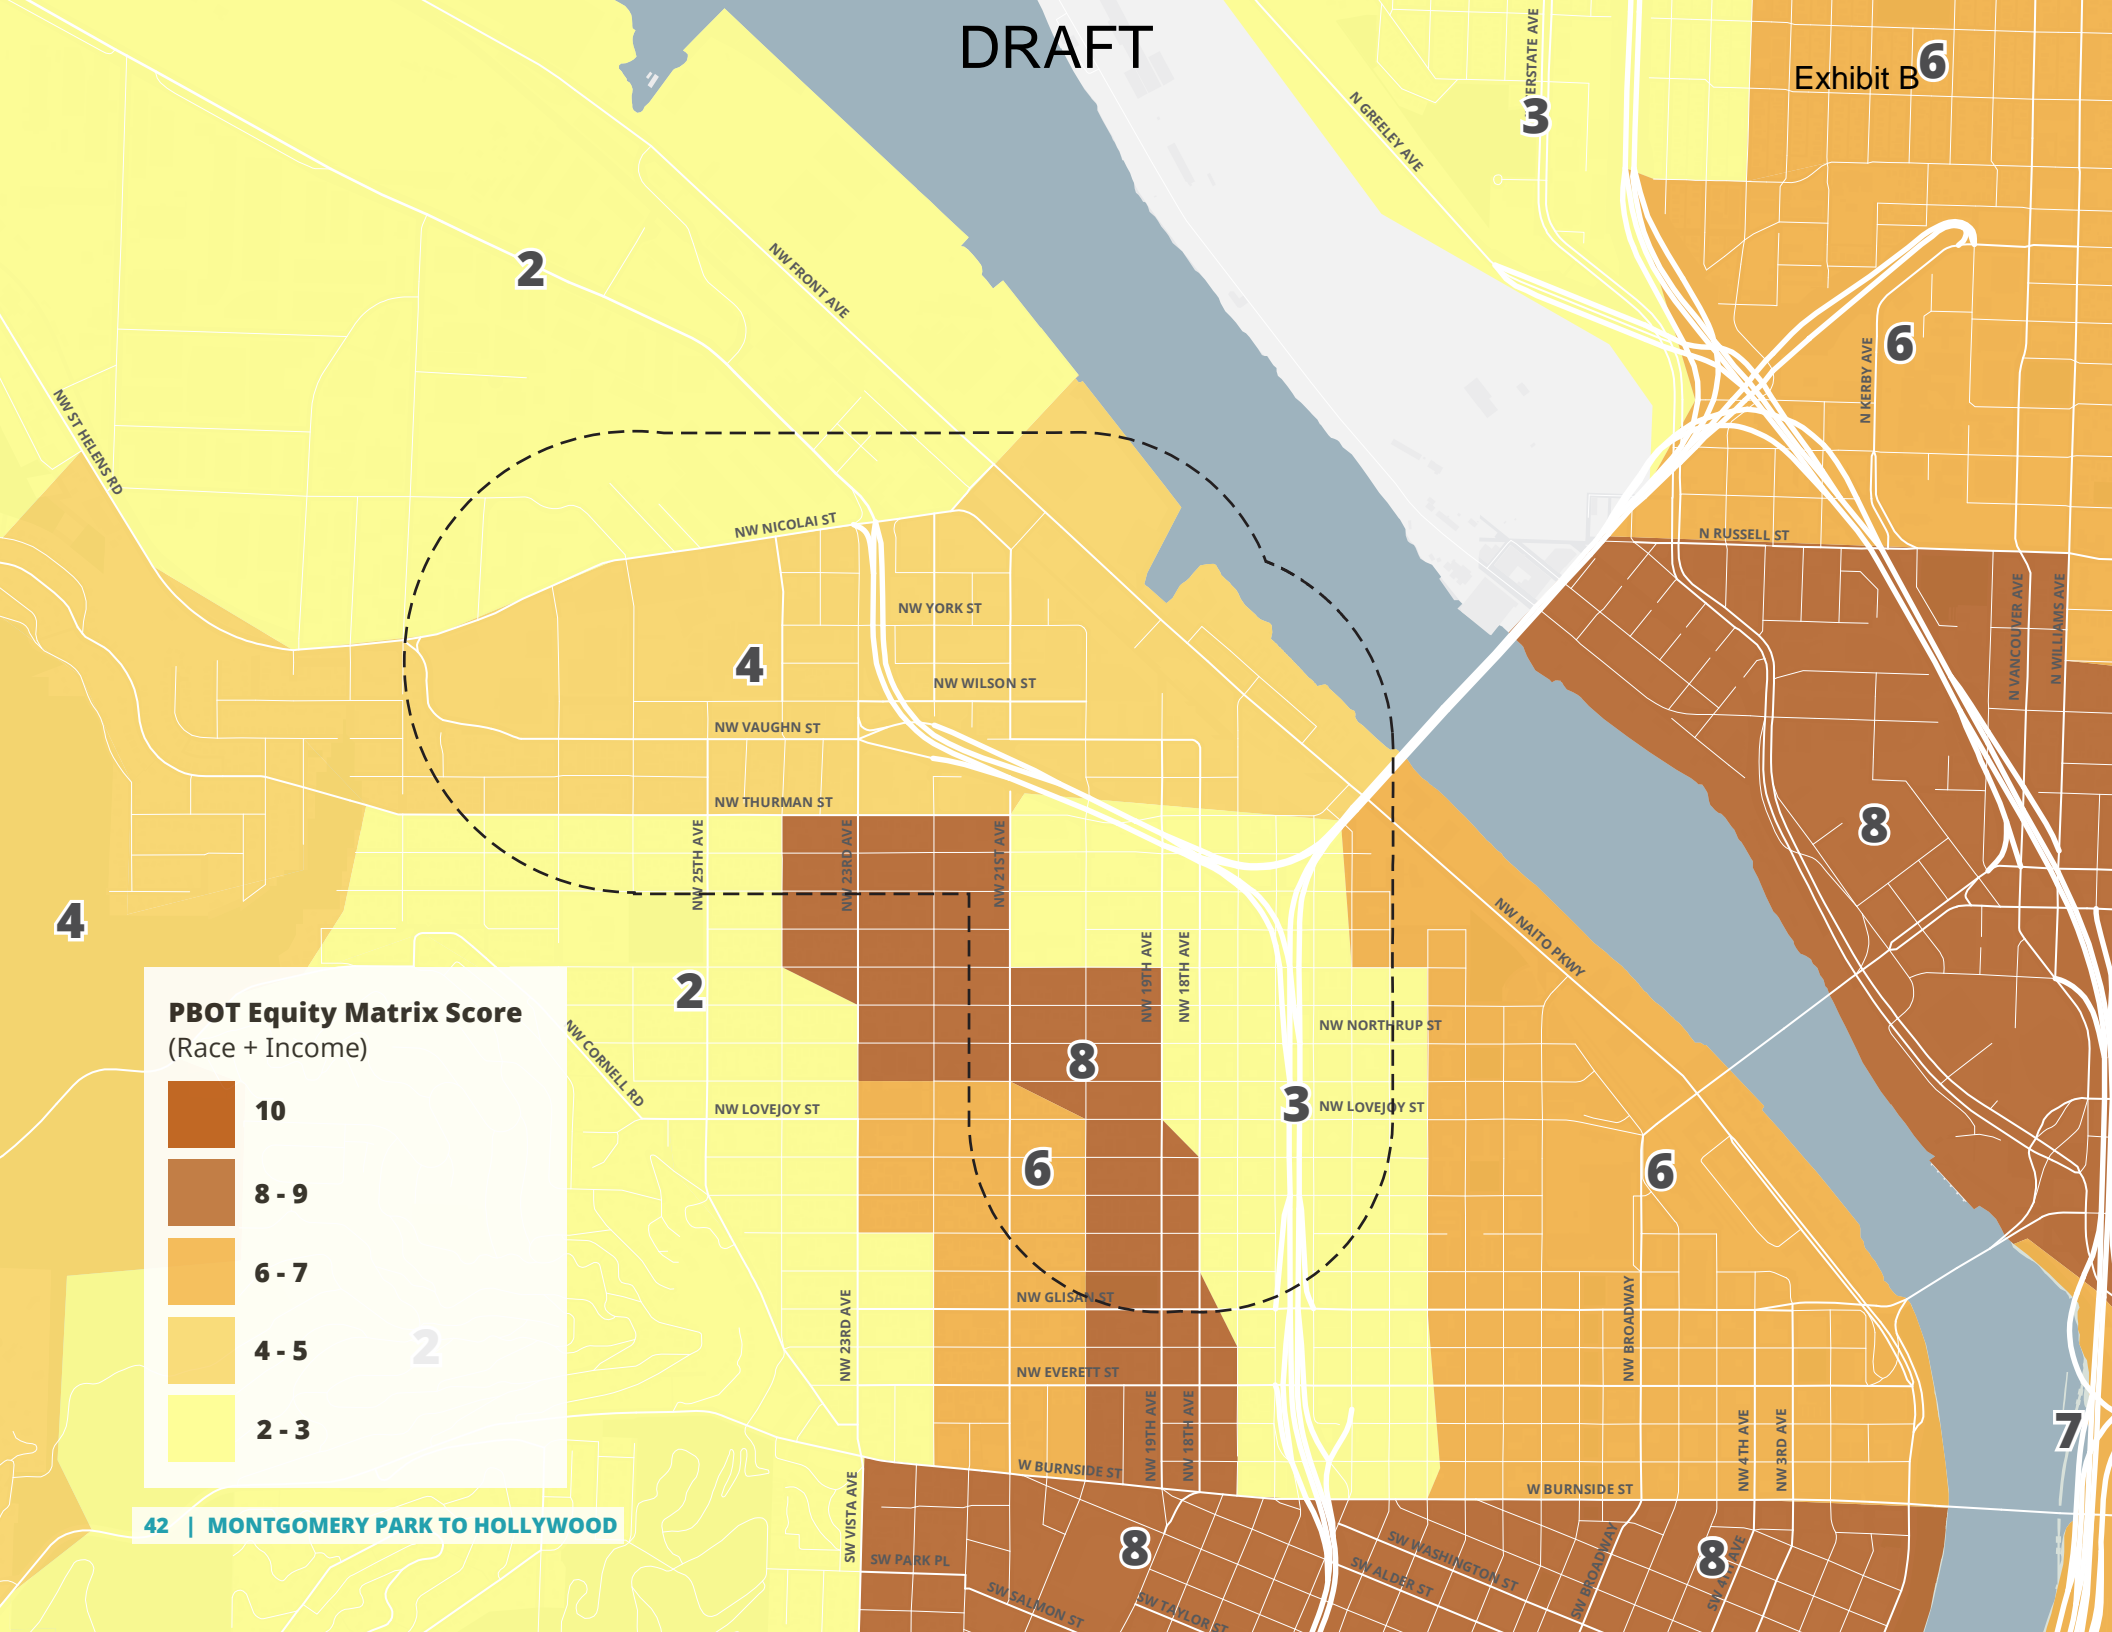 DRAFT
Exhibit B
6
3
N GREELEY AVE
2
NW FRONT AVE
6
N KERBY AVE
NW ST HELENS RD
NW NICOLAI ST
N RUSSELL ST
NW YORK ST
N VANCOUVER AVE
N WILLIAMS AVE
4
NW WILSON ST
NW VAUGHN ST
NW THURMAN ST
NW 25TH AVE
NW 23RD AVE
NW 21ST AVE
8
4
NW NAITO PKWY
NW 19TH AVE
NW 18TH AVE
2
PBOT Equity Matrix Score
(Race + Income)
10
8 - 9
6 - 7
4 - 5
2 - 3
2
NW CORNELL RD
NW NORTHRUP ST
8
3
NW LOVEJOY ST
NW LOVEJOY ST
6
6
NW GLISAN ST
NW 23RD AVE
NW BROADWAY
NW EVERETT ST
NW 19TH AVE
NW 18TH AVE
NW 4TH AVE
NW 3RD AVE
7
W BURNSIDE ST
W BURNSIDE ST
42 | MONTGOMERY PARK TO HOLLYWOOD
SW VISTA AVE
SW PARK PL
8
SW WASHINGTON ST
SW ALDER ST
SW BROADWAY
8
SW SALMON ST
SW TAYLOR ST